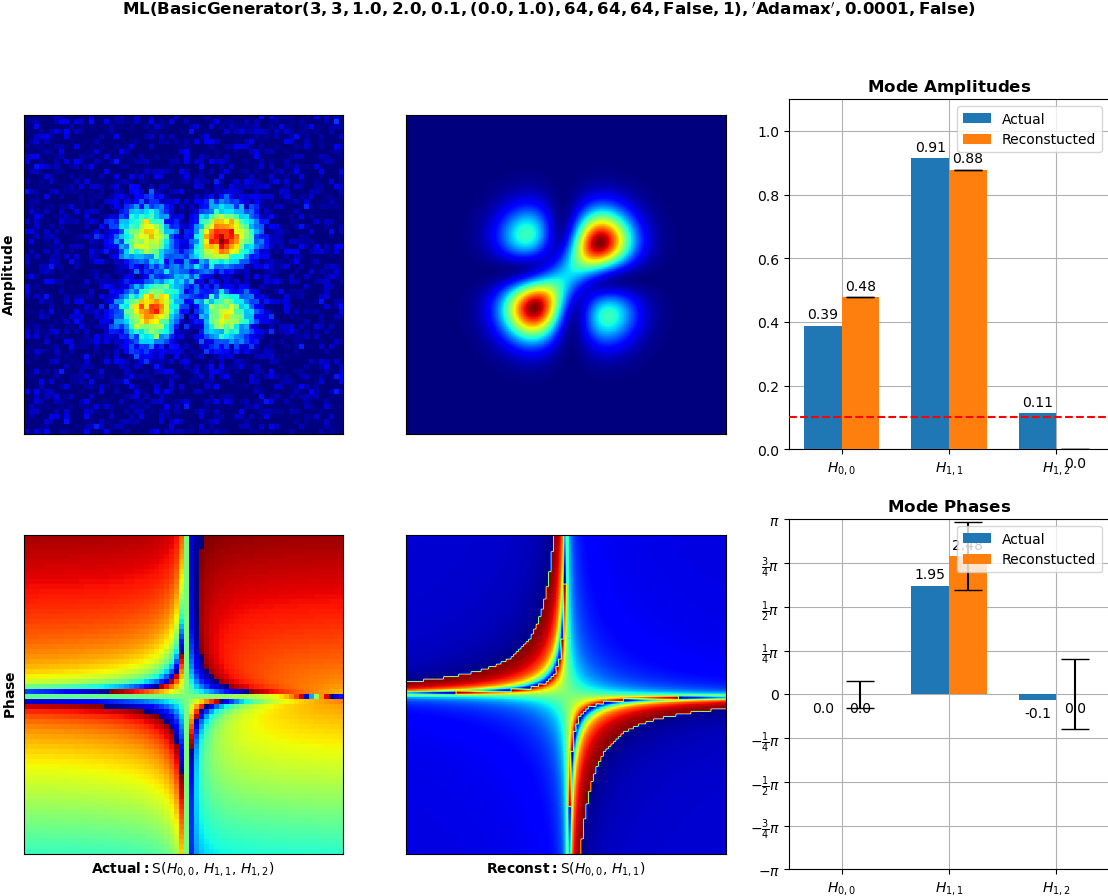 ML(BasicGenerator(3, 3, 1.0, 2.0, 0.1, (0.0, 1.0), 64, 64, 64, False, 1), ′Adamax′, 0.0001, False)
Mode Amplitudes
Amplitude
1.0
0.8
0.6
0.4
0.2
0.0
Actual
Reconstucted
0.91
0.88
0.39
0.48
0.11
0.0
H0,0
H1,1
H1,2
Mode Phases
Phase
π
3/4π
1/2π
1/4π
0
−1/4π
−1/2π
−3/4π
−π
Actual
Reconstucted
1.95
0.0
-0.0
-0.1
0.0
H0,0
H1,1
H1,2
Actual: S(H0,0, H1,1, H1,2)
Reconst: S(H0,0, H1,1)